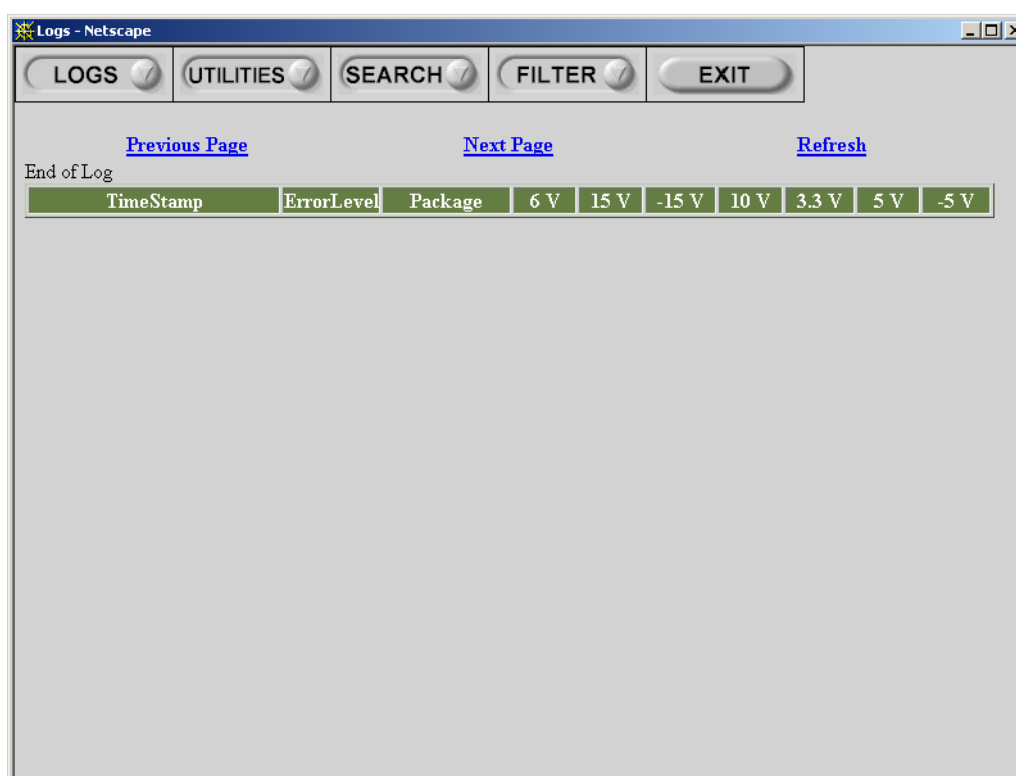 Logs - Netscape
LOGS UTILITIES SEARCH FILTER EXIT
Previous Page Next Page Refresh
End of Log
TimeStamp ErrorLevel Package 6 V 15 V -15 V 10 V 3.3 V 5 V -5 V